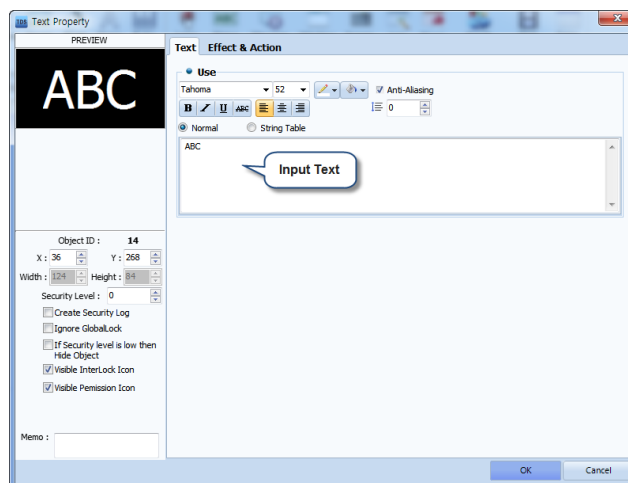 IDS Text Property
PREVIEW
ABC
Text Effect & Action
Use
Tahoma 52 Anti-Aliasing
B I U ABC 0
Normal String Table
ABC
Input Text
Object ID : 14
X : 36 Y : 268
Width : 124 Height : 84
Security Level : 0
Create Security Log
Ignore GlobalLock
If Security level is low then
Hide Object
Visible InterLock Icon
Visible Pemission Icon
Memo :
OK Cancel